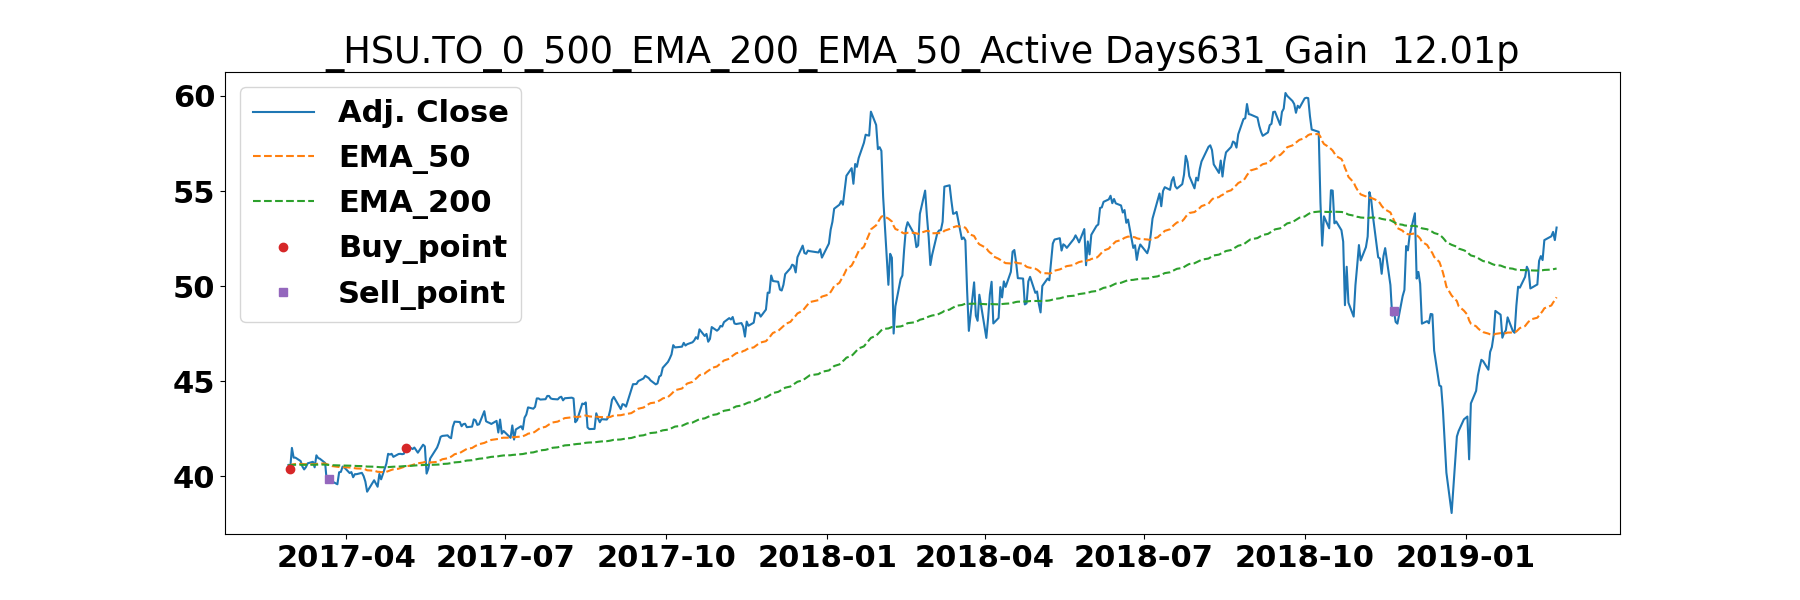 _HSU.TO_0_500_EMA_200_EMA_50_Active Days631_Gain  12.01p
60
55
50
45
40
Adj. Close
EMA_50
EMA_200
Buy_point
Sell_point
2017-04 2017-07 2017-10 2018-01 2018-04 2018-07 2018-10 2019-01